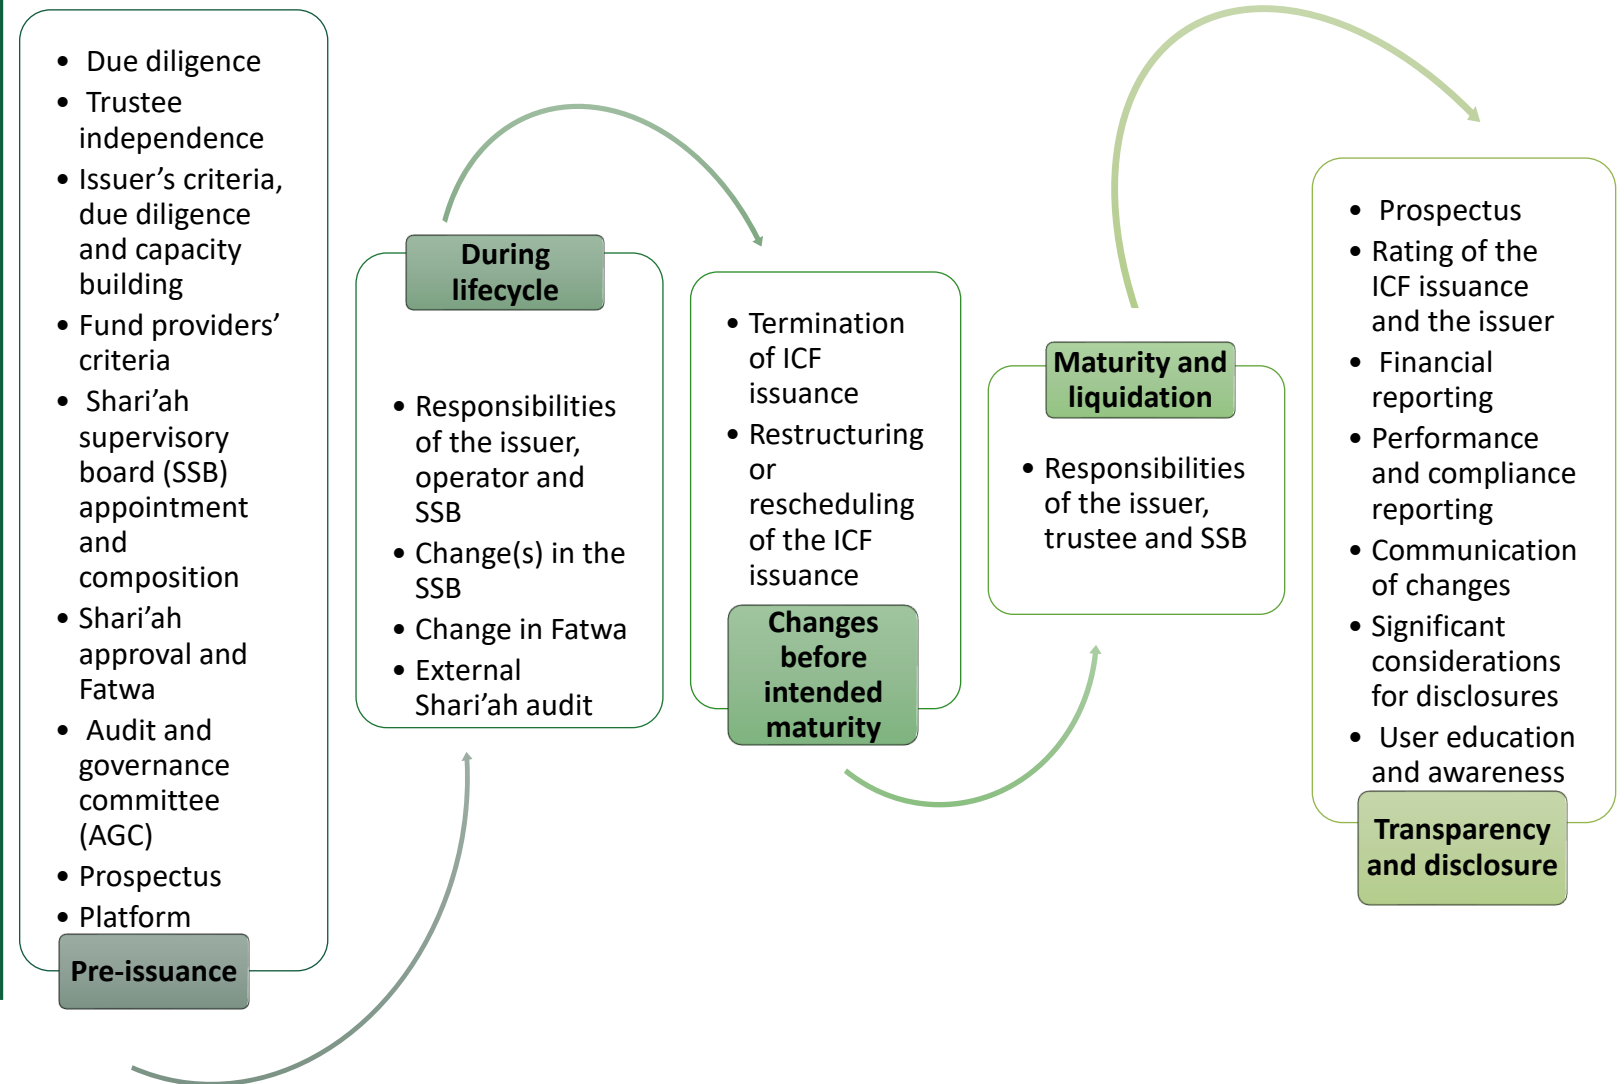 • Due diligence
• Trustee
independence
• Issuer’s criteria,
due diligence
and capacity
building
• Fund providers’
criteria
• Shari’ah
supervisory
board (SSB)
appointment
and
composition
• Shari’ah
approval and
Fatwa
• Audit and
governance
committee
(AGC)
• Prospectus
• Platform
Pre-issuance
During
lifecycle
• Responsibilities
of the issuer,
operator and
SSB
• Change(s) in the
SSB
• Change in Fatwa
• External
Shari’ah audit
• Termination
of ICF
issuance
• Restructuring
or
rescheduling
of the ICF
issuance
Changes
before
intended
maturity
Maturity and
liquidation
• Responsibilities
of the issuer,
trustee and SSB
• Prospectus
• Rating of the
ICF issuance
and the issuer
• Financial
reporting
• Performance
and compliance
reporting
• Communication
of changes
• Significant
considerations
for disclosures
• User education
and awareness
Transparency
and disclosure